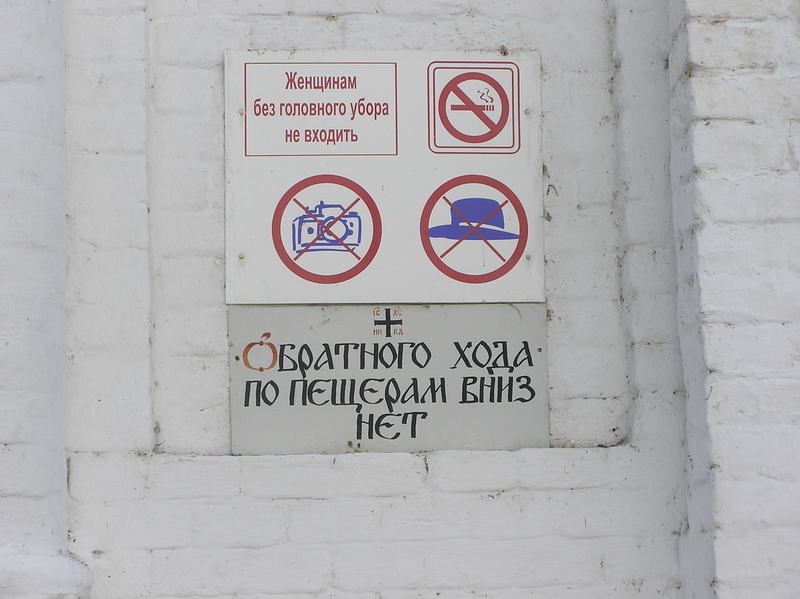 Женщинам
без головного убора
не входить
IC XC
НИ КА
Обратного хода
по пещерам вниз
нет